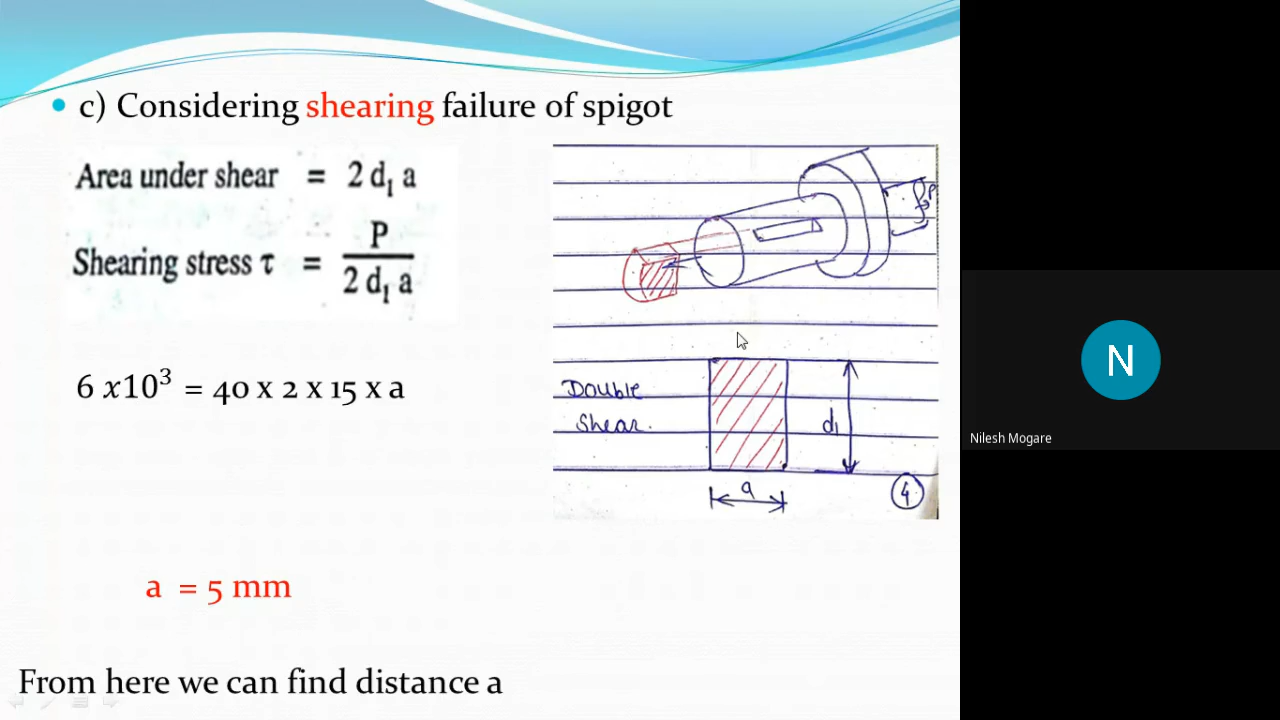 c) Considering shearing failure of spigot
Area under shear = 2 d₁ a
Shearing stress τ = P / 2 d₁ a
6 x10³ = 40 x 2 x 15 x a
a = 5 mm
From here we can find distance a
P
Double
Shear.
d₁
a
4
N
Nilesh Mogare